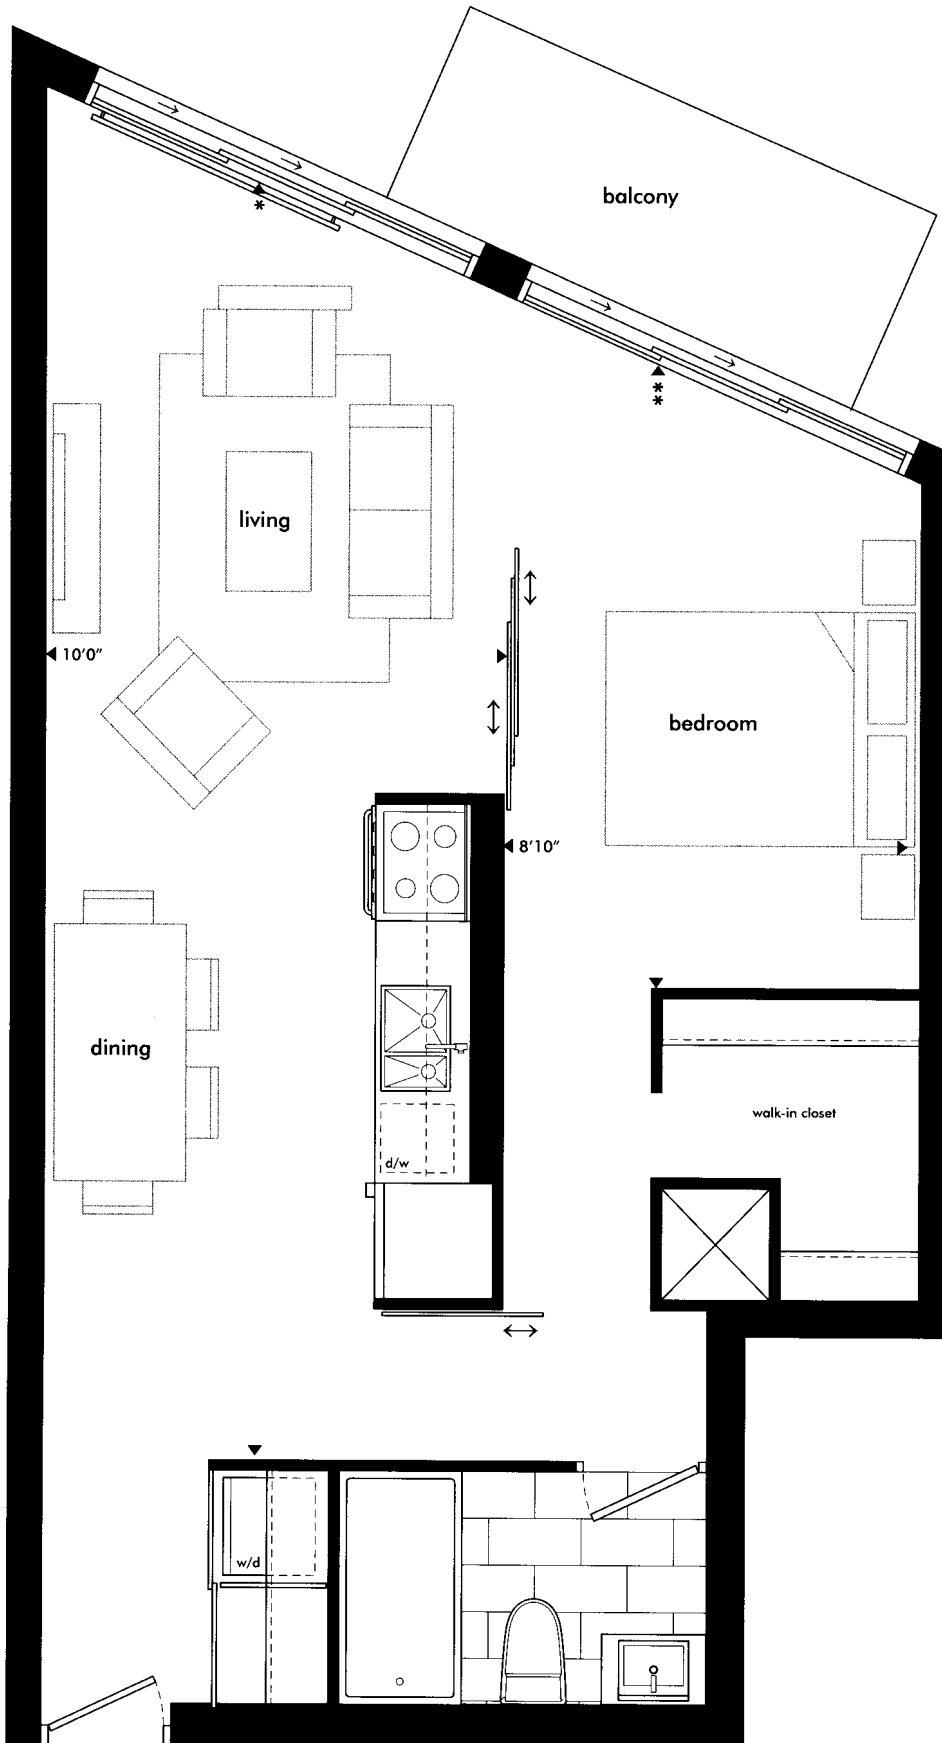 balcony
*
*
*
living
10'0"
bedroom
8'10"
dining
walk-in closet
d/w
w/d